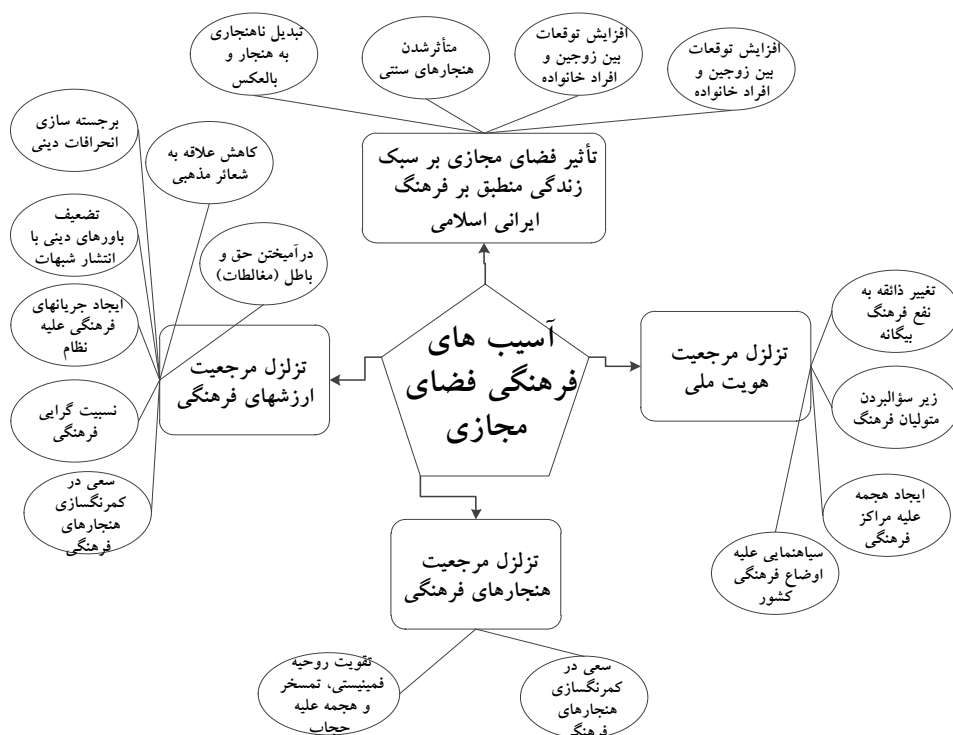 تبدیل ناهنجاری
به هنجار و
بالعکس
متأثرشدن
هنجارهای سنتی
افزایش توقعات
بین زوجین و
افراد خانواده
افزایش توقعات
بین زوجین و
افراد خانواده
تأثیر فضای مجازی بر سبک
زندگی منطبق بر فرهنگ
ایرانی اسلامی
برجسته سازی
انحرافات دینی
کاهش علاقه به
شعائر مذهبی
تضعیف
باورهای دینی با
انتشار شبهات
درآمیختن حق و
باطل (مغالطات)
ایجاد جریانهای
فرهنگی علیه
نظام
نسبیت گرایی
فرهنگی
سعی در
کمرنگسازی
هنجارهای
فرهنگی
تزلزل مرجعیت
ارزشهای فرهنگی
آسیب های
فرهنگی فضای
مجازی
تزلزل مرجعیت
هویت ملی
تغییر ذائقه به
نفع فرهنگ
بیگانه
زیر سؤالبردن
متولیان فرهنگ
ایجاد هجمه
علیه مراکز
فرهنگی
سیاهنمایی علیه
اوضاع فرهنگی
کشور
تزلزل مرجعیت
هنجارهای فرهنگی
تقویت روحیه
فمینیستی، تمسخر
و هجمه علیه
حجاب
سعی در
کمرنگسازی
هنجارهای
فرهنگی